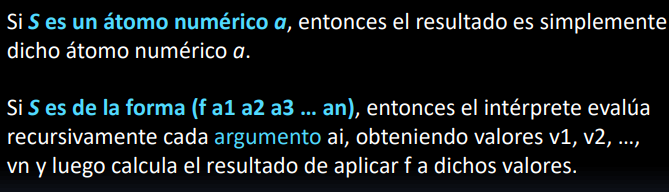 Si S es un átomo numérico a, entonces el resultado es simplemente
dicho átomo numérico a.
Si S es de la forma (f a1 a2 a3 ... an), entonces el intérprete evalúa
recursivamente cada argumento ai, obteniendo valores v1, v2, ...,
vn y luego calcula el resultado de aplicar f a dichos valores.